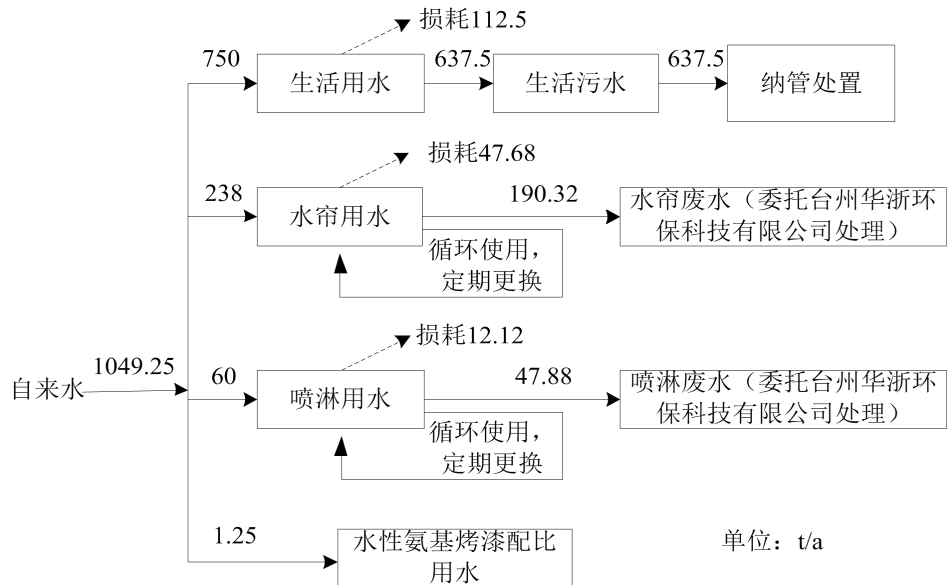 损耗112.5
750
生活用水
637.5
生活污水
637.5
纳管处置
损耗47.68
238
水帘用水
190.32
水帘废水（委托台州华浙环
保科技有限公司处理）
循环使用，
定期更换
损耗12.12
自来水
1049.25
60
喷淋用水
47.88
喷淋废水（委托台州华浙环
保科技有限公司处理）
循环使用，
定期更换
1.25
水性氨基烤漆配比
用水
单位：t/a